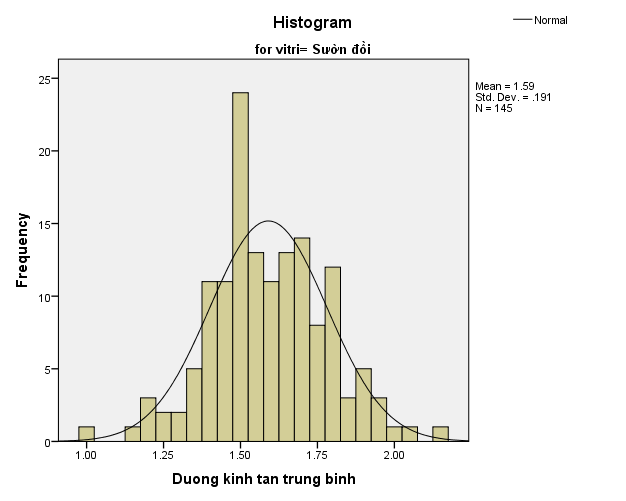 Histogram
Normal
for vitri= Sườn đồi
Mean = 1.59
Std. Dev. = .191
N = 145
25
20
15
10
5
0
Frequency
1.00 1.25 1.50 1.75 2.00
Duong kinh tan trung binh